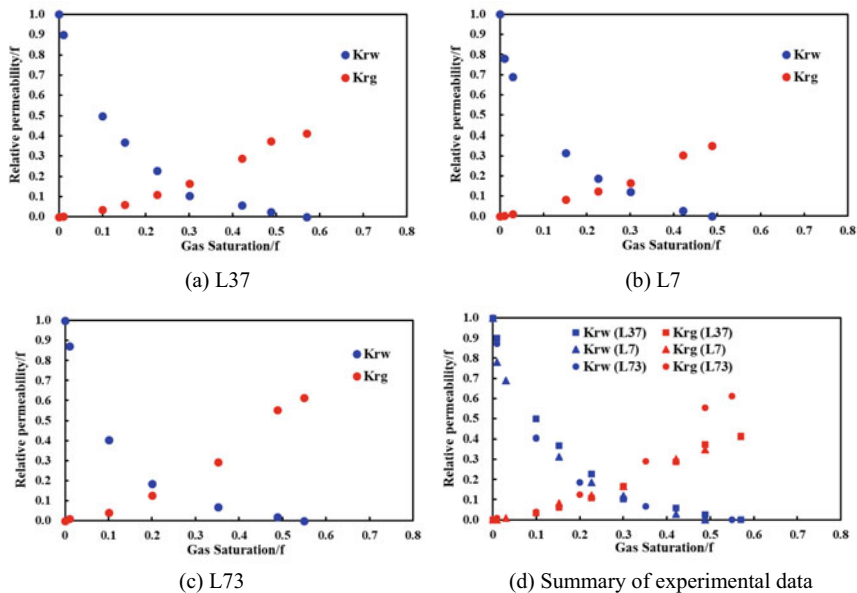 1.0
0.9
0.8
0.7
0.6
0.5
0.4
0.3
0.2
0.1
0.0
Relative permeability/f
Krw
Krg
0 0.1 0.2 0.3 0.4 0.5 0.6 0.7 0.8
Gas Saturation/f
(a) L37
1.0
0.9
0.8
0.7
0.6
0.5
0.4
0.3
0.2
0.1
0.0
Relative permeability/f
Krw
Krg
0 0.1 0.2 0.3 0.4 0.5 0.6 0.7 0.8
Gas Saturation/f
(b) L7
1.0
0.9
0.8
0.7
0.6
0.5
0.4
0.3
0.2
0.1
0.0
Relative permeability/f
Krw
Krg
0 0.1 0.2 0.3 0.4 0.5 0.6 0.7 0.8
Gas Saturation/f
(c) L73
1.0
0.9
0.8
0.7
0.6
0.5
0.4
0.3
0.2
0.1
0.0
Relative permeability/f
Krw (L37) Krg (L37)
Krw (L7) Krg (L7)
Krw (L73) Krg (L73)
0 0.1 0.2 0.3 0.4 0.5 0.6 0.7 0.8
Gas Saturation/f
(d) Summary of experimental data